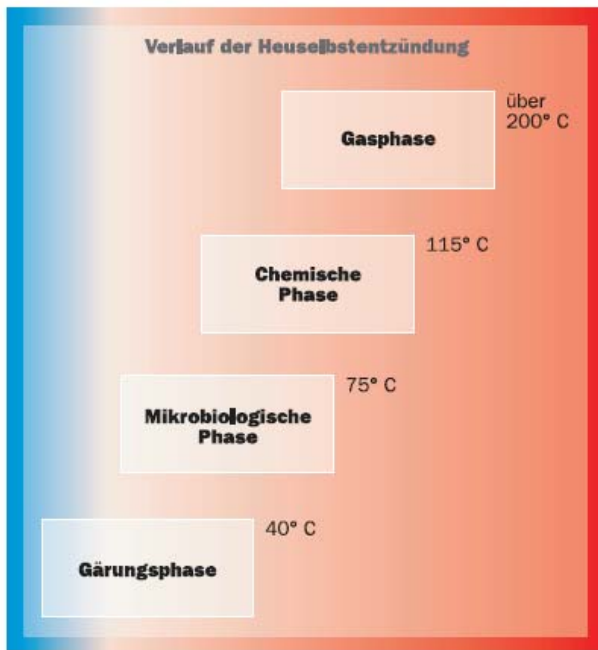 Verlauf der Heuselbstentzündung
über
200° C
Gasphase
115° C
Chemische
Phase
75° C
Mikrobiologische
Phase
40° C
Gärungsphase